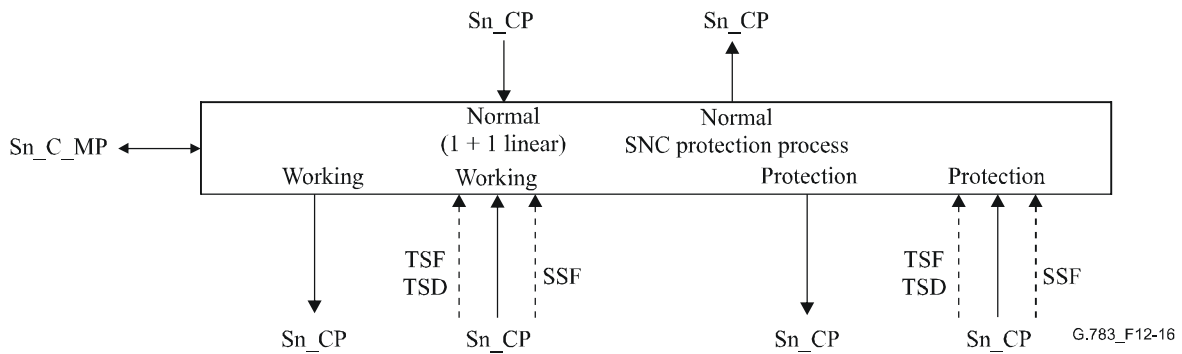 Sn_CP
Sn_CP
Sn_C_MP
Normal
(1 + 1 linear)
Normal
SNC protection process
Working
Working
Protection
Protection
TSF
TSD
SSF
TSF
TSD
SSF
Sn_CP
Sn_CP
Sn_CP
Sn_CP
G.783_F12-16